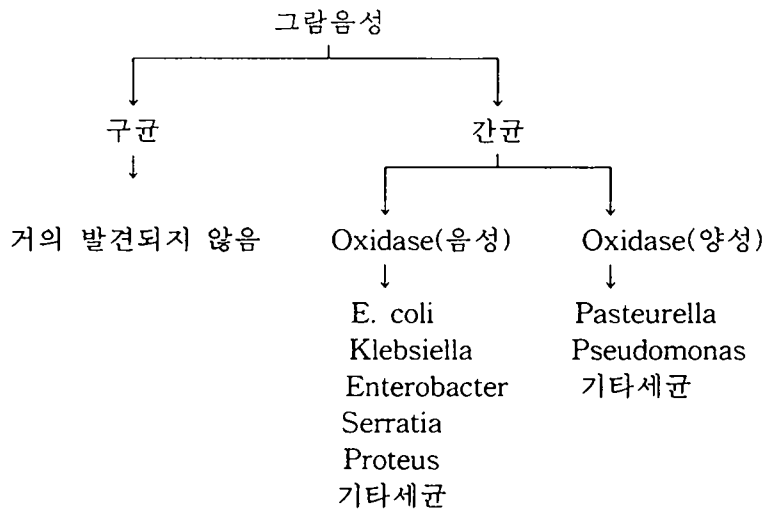 그람음성
구균
간균
거의 발견되지 않음
Oxidase(음성)
Oxidase(양성)
E. coli
Klebsiella
Enterobacter
Serratia
Proteus
기타세균
Pasteurella
Pseudomonas
기타세균